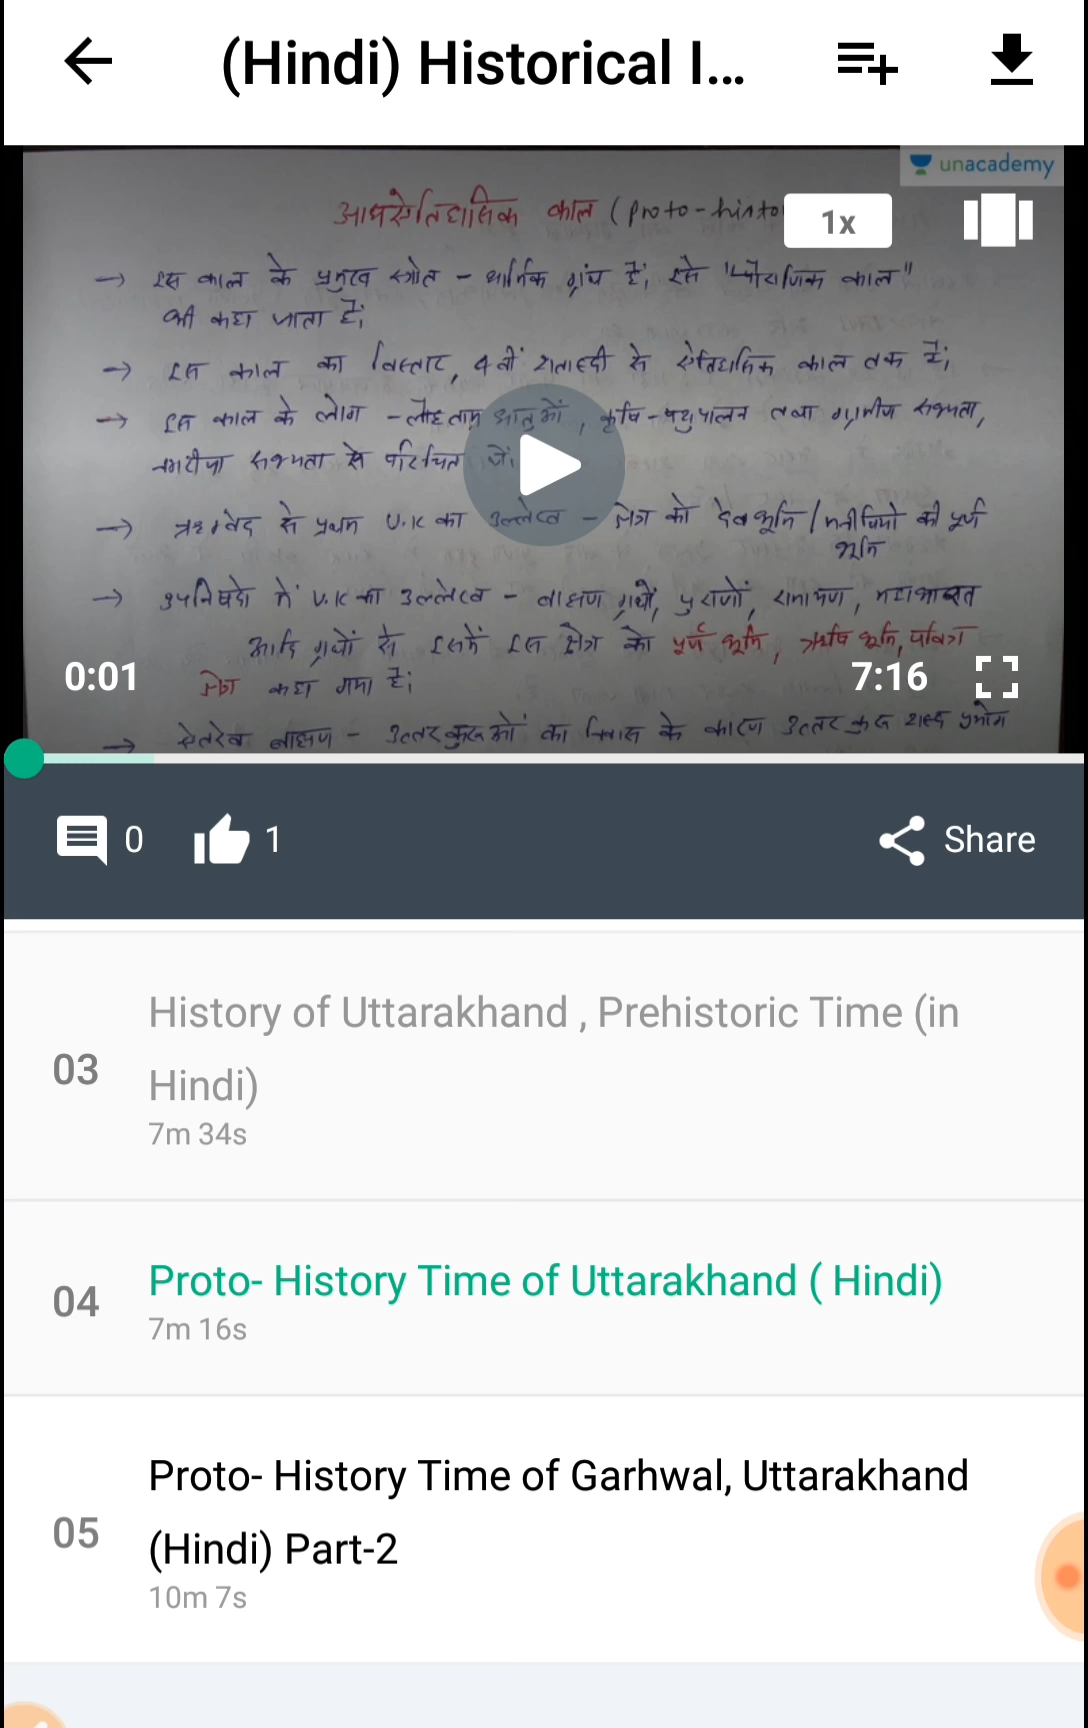 (Hindi) Historical I...
unacademy
आद्यऐतिहासिक काल (proto-histo
1x
→ इस काल के प्रमुख स्त्रोत - धार्मिक ग्रंथ हैं, इसे "पौराणिक काल"
भी कहा जाता है;
→ इस काल का विस्तार, 4 वीं शताब्दी से ऐतिहासिक काल तक है;
→ इस काल के लोग - लौह ताम्र धातुओं, कृषि-पशुपालन तथा ग्रामीण सभ्यता,
नगरीय सभ्यता से परिचित थे।
→ ऋग्वेद से प्रथम U.K का उल्लेख - क्षेत्र को देवभूमि / मनीषियों की पूर्ण
भूमि
→ उपनिषदों में U.K का उल्लेख - ब्राह्मण ग्रंथों, पुराणों, रामायण, महाभारत
आदि ग्रंथों से इसमें इस क्षेत्र को पूर्ण भूमि, ऋषि भूमि, पवित्र
क्षेत्र कहा गया है;
0:01
7:16
→ ऐतरेव ब्राह्मण - उत्तर कुरूओं का निवास के कारण उत्तर कुरू शब्द प्रयोग
0
1
Share
03
History of Uttarakhand , Prehistoric Time (in
Hindi)
7m 34s
04
Proto- History Time of Uttarakhand ( Hindi)
7m 16s
05
Proto- History Time of Garhwal, Uttarakhand
(Hindi) Part-2
10m 7s